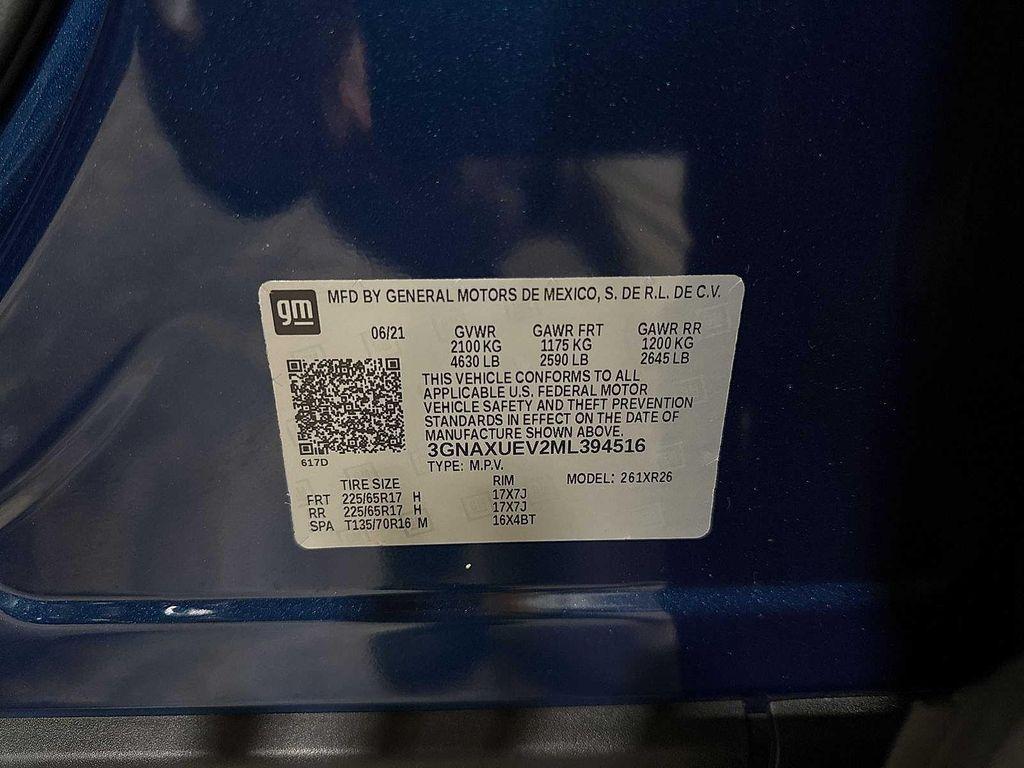 gm MFD BY GENERAL MOTORS DE MEXICO, S. DE R.L. DE C.V.
06/21 GVWR GAWR FRT GAWR RR
2100 KG 1175 KG 1200 KG
4630 LB 2590 LB 2645 LB
THIS VEHICLE CONFORMS TO ALL
APPLICABLE U.S. FEDERAL MOTOR
VEHICLE SAFETY AND THEFT PREVENTION
STANDARDS IN EFFECT ON THE DATE OF
MANUFACTURE SHOWN ABOVE.
3GNAXUEV2ML394516
617D
TYPE: M.P.V. MODEL: 261XR26
TIRE SIZE RIM
FRT 225/65R17 H 17X7J
RR 225/65R17 H 17X7J
SPA T135/70R16 M 16X4BT